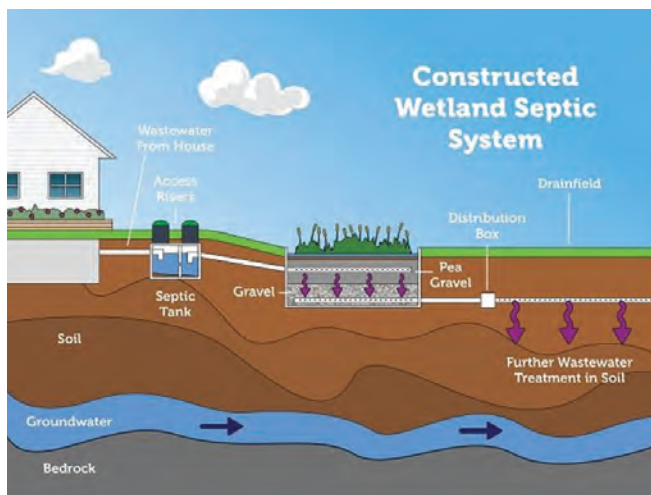 Constructed
Wetland Septic
System
Wastewater
From House
Access
Risers
Drainfield
Distribution
Box
Pea
Gravel
Gravel
Septic
Tank
Soil
Further Wastewater
Treatment in Soil
Groundwater
Bedrock